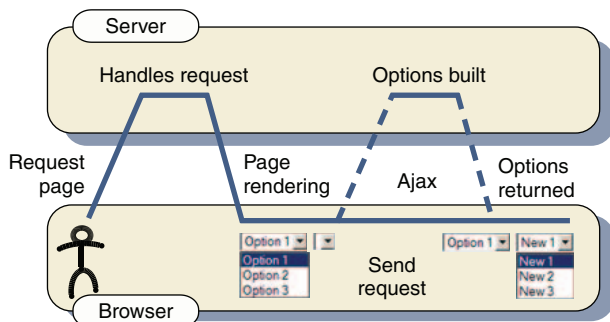 Server
Handles request
Options built
Request
page
Page
rendering
Ajax
Options
returned
Option 1
Option 1
Option 2
Option 3
Send
request
Option 1
New 1
New 1
New 2
New 3
Browser